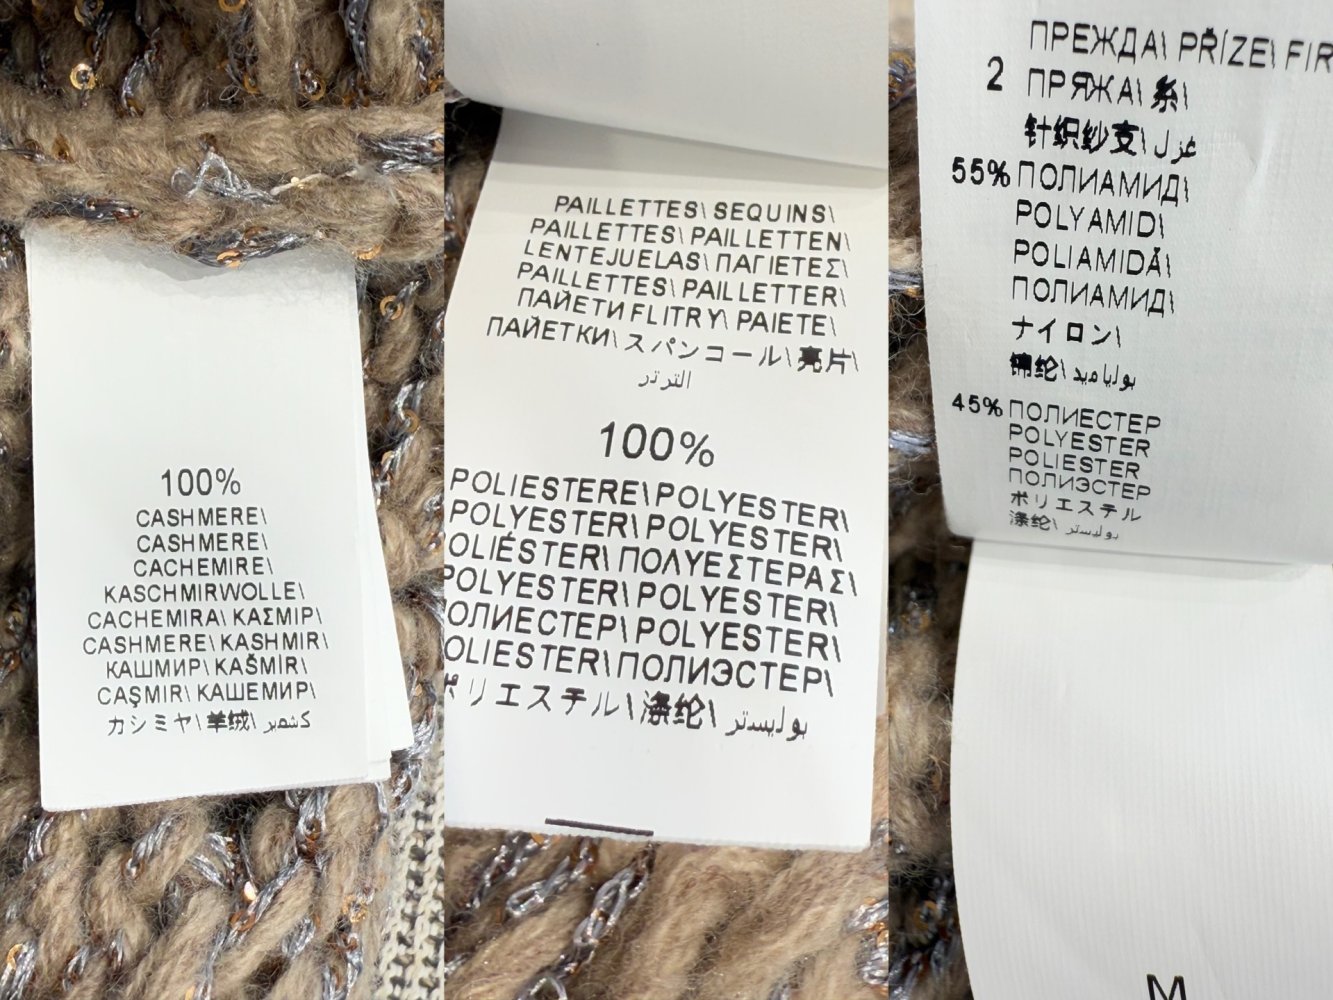 100%
CASHMERE\
CASHMERE\
CACHEMIRE\
KASCHMIRWOLLE\
CACHEMIRA\ ΚΑΣΜΙΡ\
CASHMERE\ KASHMIR\
КАШМИР\ KAŠMÍR\
CAŞMIR\ КАШЕМИР\
カシミヤ\ 羊绒\ كشمير
PAILLETTES\ SEQUINS\
PAILLETTES\ PAILLETTEN\
LENTEJUELAS\ ΠΑΓΙΕΤΕΣ\
PAILLETTES\ PAILLETTER\
ПАЙЕТИ FLITRY\ PAIETE\
ПАЙЕТКИ\ スパンコール\ 亮片\
الترتر
100%
POLIESTERE\ POLYESTER\
POLYESTER\ POLYESTER\
OLIÉSTER\ ΠΟΛΥΕΣΤΕΡΑΣ\
POLYESTER\ POLYESTER\
ОЛИЕСТЕР\ POLYESTER\
OLIESTER\ ПОЛИЭСТЕР\
ポリエステル\ 涤纶\ بوليستر
ПРЕЖДА\ PŘÍZE\ FIR
2 ПРЯЖА\ 糸\
针织纱支\ غزل
55% ПОЛИАМИД\
POLYAMID\
POLIAMIDĂ\
ПОЛИАМИД\
ナイロン\
锦纶\ بولياميد
45% ПОЛИЕСТЕР
POLYESTER
POLIESTER
ПОЛИЭСТЕР
ポリエステル
涤纶\ بوليستر
M